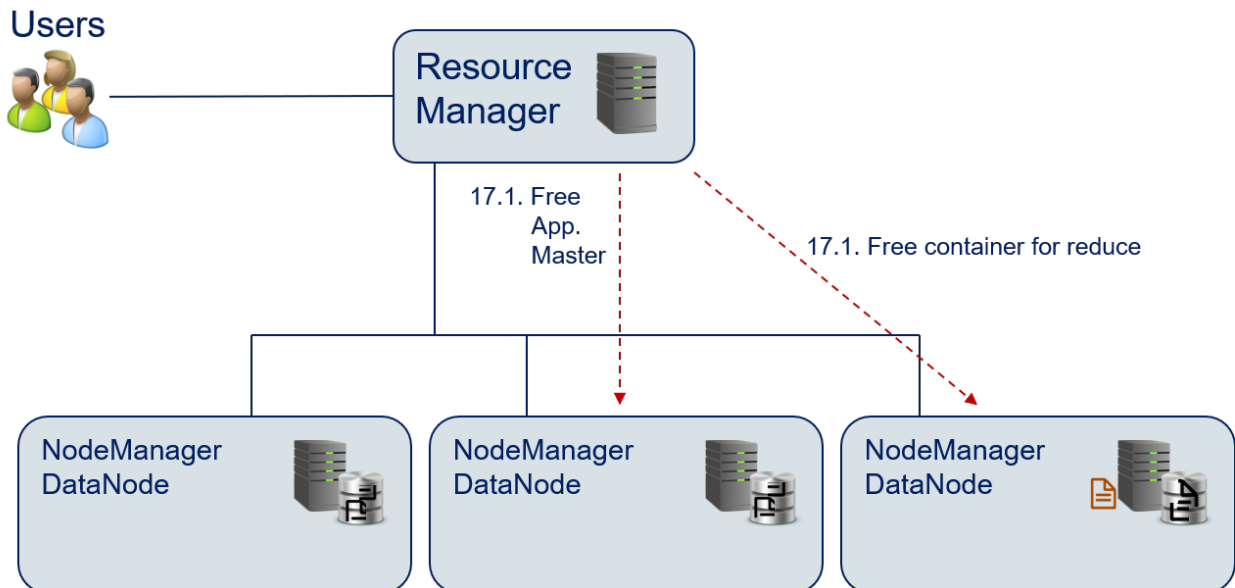 Users
Resource
Manager
17.1. Free
App.
Master
17.1. Free container for reduce
NodeManager
DataNode
NodeManager
DataNode
NodeManager
DataNode